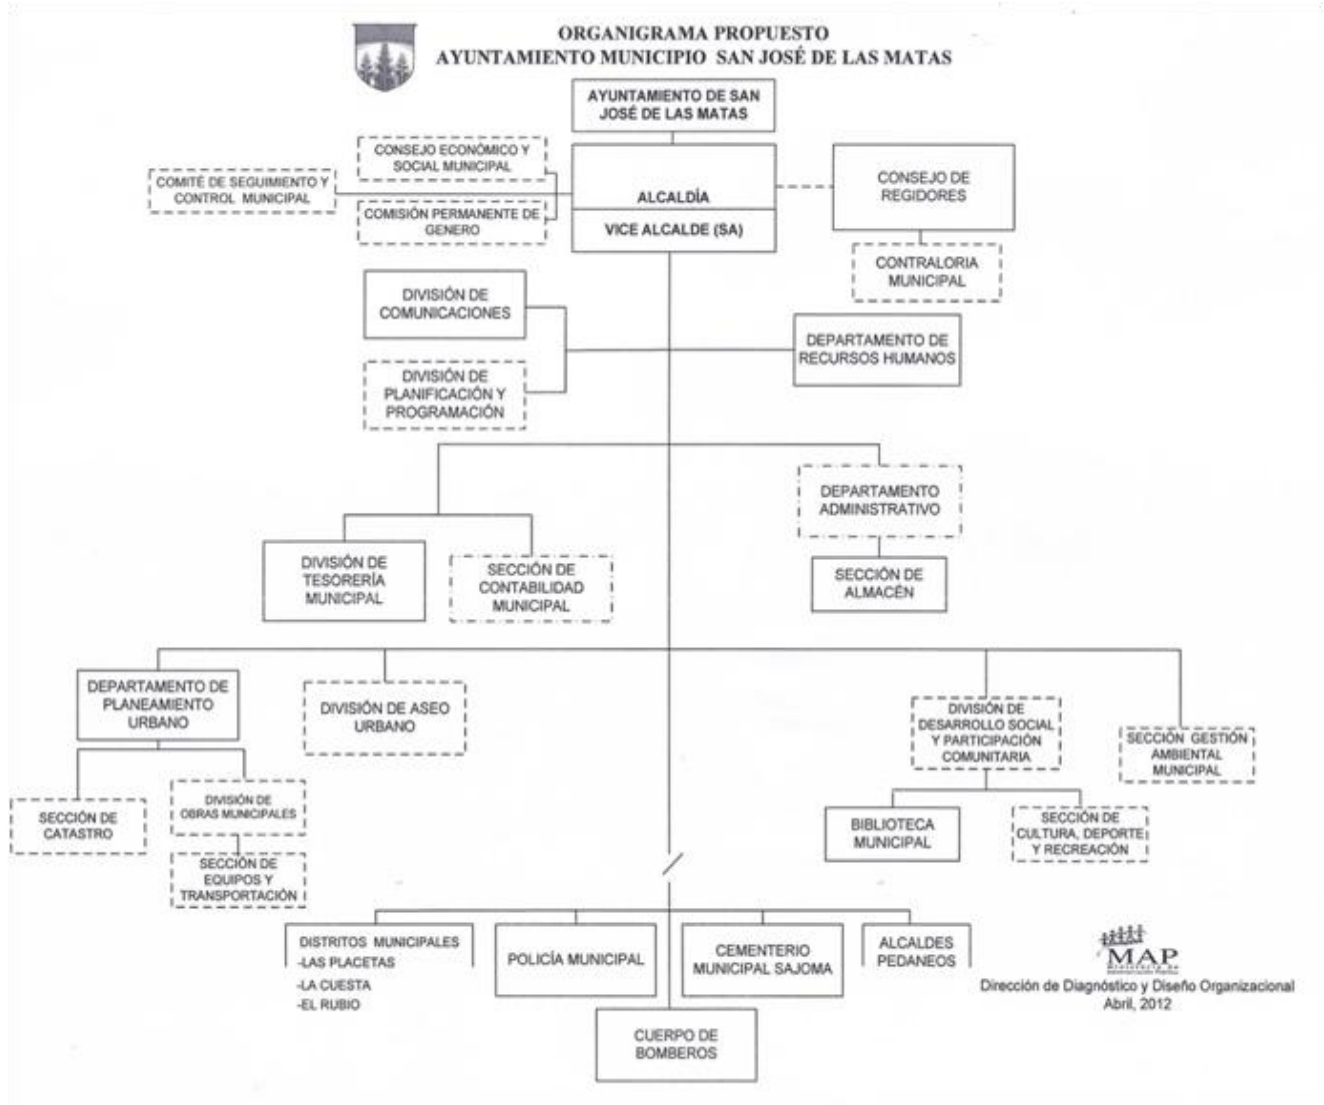 ORGANIGRAMA PROPUESTO
AYUNTAMIENTO MUNICIPIO SAN JOSÉ DE LAS MATAS
AYUNTAMIENTO DE SAN
JOSÉ DE LAS MATAS
CONSEJO ECONÓMICO Y
SOCIAL MUNICIPAL
COMITÉ DE SEGUIMIENTO Y
CONTROL MUNICIPAL
COMISIÓN PERMANENTE DE
GENERO
ALCALDÍA
VICE ALCALDE (SA)
CONSEJO DE
REGIDORES
CONTRALORIA
MUNICIPAL
DIVISIÓN DE
COMUNICACIONES
DEPARTAMENTO DE
RECURSOS HUMANOS
DIVISIÓN DE
PLANIFICACIÓN Y
PROGRAMACIÓN
DEPARTAMENTO
ADMINISTRATIVO
DIVISIÓN DE
TESORERÍA
MUNICIPAL
SECCIÓN DE
CONTABILIDAD
MUNICIPAL
SECCIÓN DE
ALMACÉN
DEPARTAMENTO DE
PLANEAMIENTO
URBANO
DIVISIÓN DE ASEO
URBANO
DIVISIÓN DE
DESARROLLO SOCIAL
Y PARTICIPACIÓN
COMUNITARIA
SECCIÓN GESTIÓN
AMBIENTAL
MUNICIPAL
SECCIÓN DE
CATASTRO
DIVISIÓN DE
OBRAS MUNICIPALES
SECCIÓN DE
EQUIPOS Y
TRANSPORTACIÓN
BIBLIOTECA
MUNICIPAL
SECCIÓN DE
CULTURA, DEPORTE
Y RECREACIÓN
DISTRITOS MUNICIPALES
-LAS PLACETAS
-LA CUESTA
-EL RUBIO
POLICÍA MUNICIPAL
CEMENTERIO
MUNICIPAL SAJOMA
ALCALDES
PEDANEOS
CUERPO DE
BOMBEROS
MAP
Dirección de Diagnóstico y Diseño Organizacional
Abril, 2012